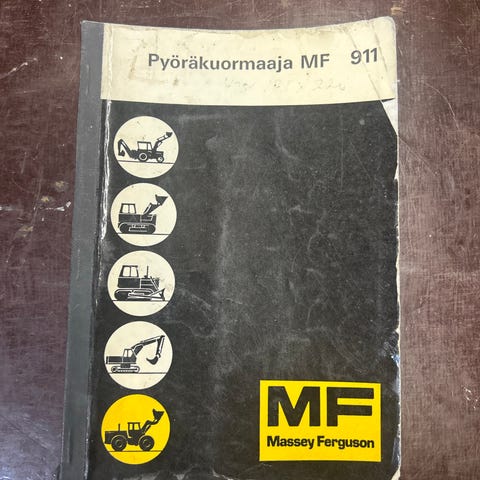 Pyöräkuormaaja MF 911
MF
Massey Ferguson